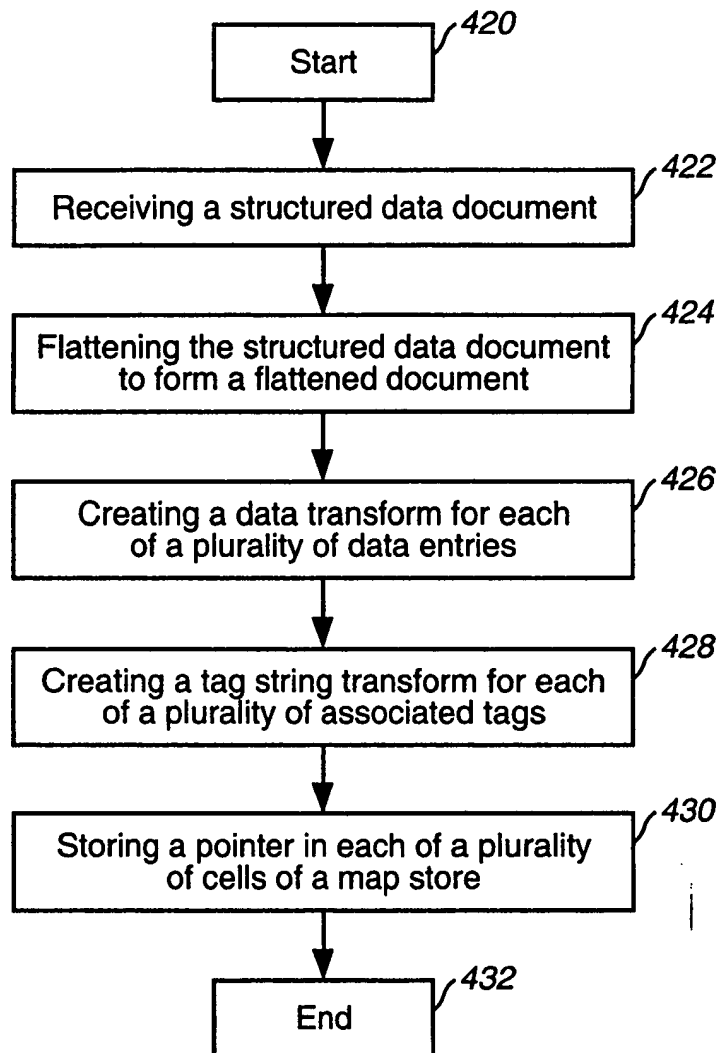 420
Start
422
Receiving a structured data document
424
Flattening the structured data document
to form a flattened document
426
Creating a data transform for each
of a plurality of data entries
428
Creating a tag string transform for each
of a plurality of associated tags
430
Storing a pointer in each of a plurality
of cells of a map store
432
End